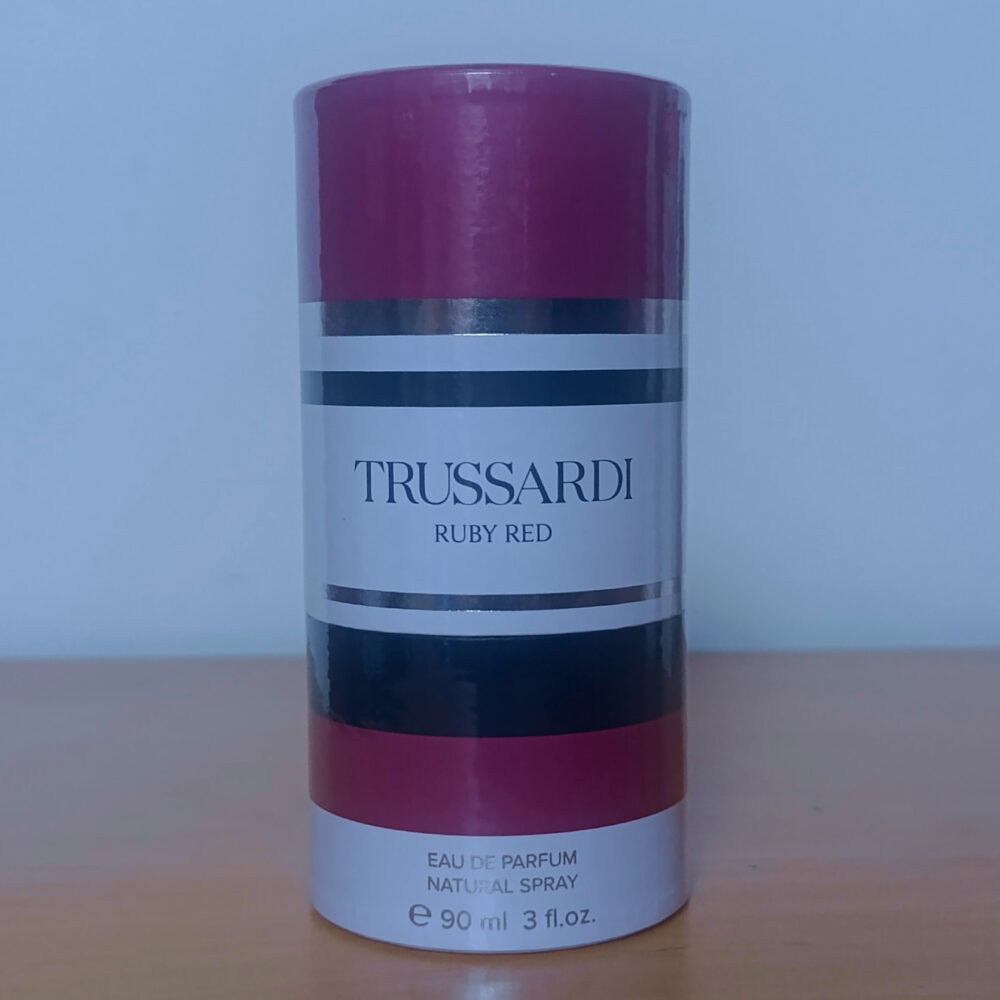 TRUSSARDI
RUBY RED
EAU DE PARFUM
NATURAL SPRAY
℮ 90 ml 3 fl.oz.